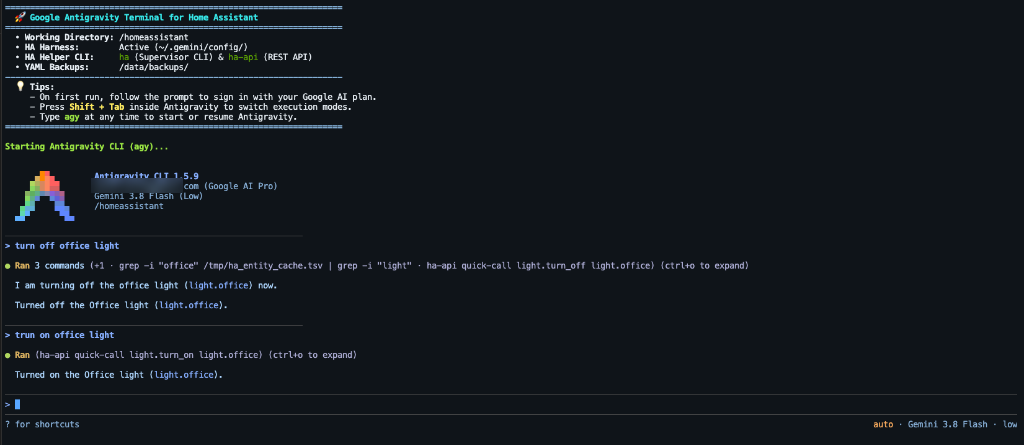 🚀 Google Antigravity Terminal for Home Assistant
• Working Directory: /homeassistant
• HA Harness: Active (~/.gemini/config/)
• HA Helper CLI: ha (Supervisor CLI) & ha-api (REST API)
• YAML Backups: /data/backups/
💡 Tips:
– On first run, follow the prompt to sign in with your Google AI plan.
– Press Shift + Tab inside Antigravity to switch execution modes.
– Type agy at any time to start or resume Antigravity.
Starting Antigravity CLI (agy)...
Antigravity CLI 1.5.9
com (Google AI Pro)
Gemini 3.8 Flash (Low)
/homeassistant
> turn off office light
● Ran 3 commands (+1 · grep -i "office" /tmp/ha_entity_cache.tsv | grep -i "light" · ha-api quick-call light.turn_off light.office) (ctrl+o to expand)
I am turning off the office light (light.office) now.
Turned off the Office light (light.office).
> trun on office light
● Ran (ha-api quick-call light.turn_on light.office) (ctrl+o to expand)
Turned on the Office light (light.office).
>
? for shortcuts auto · Gemini 3.8 Flash · low